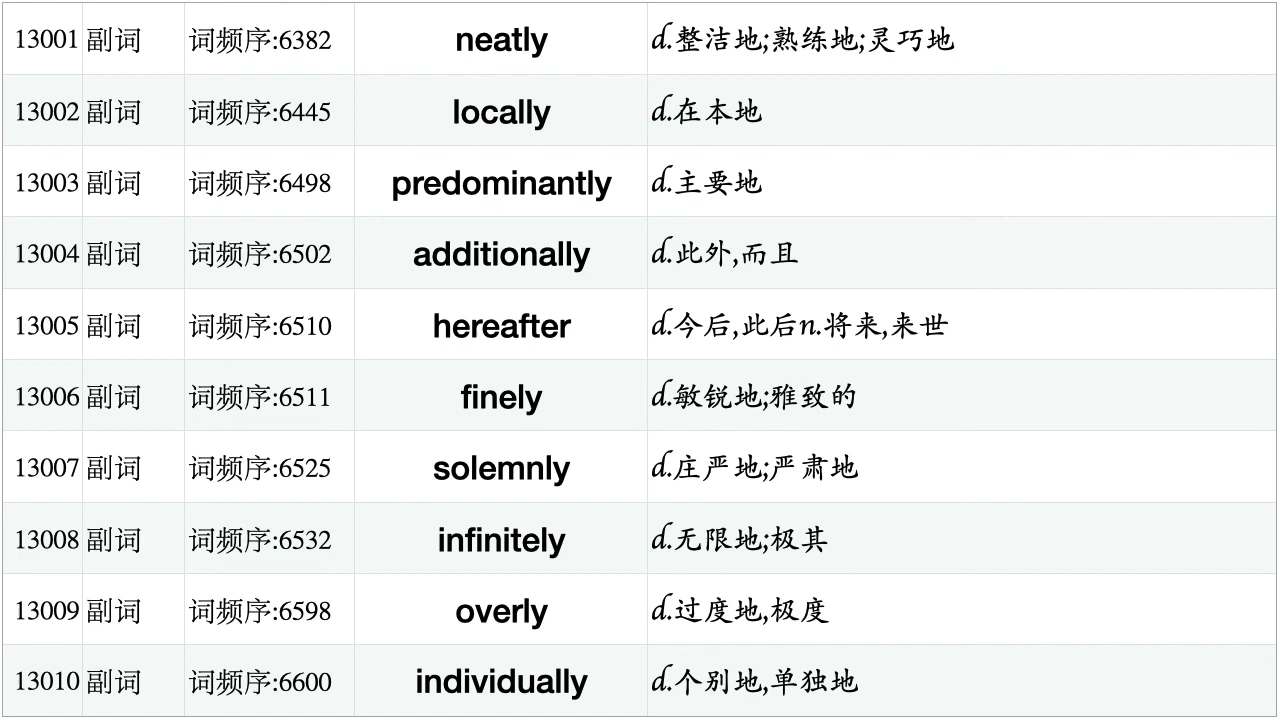 13001 副词 词频序:6382 neatly d.整洁地;熟练地;灵巧地
13002 副词 词频序:6445 locally d.在本地
13003 副词 词频序:6498 predominantly d.主要地
13004 副词 词频序:6502 additionally d.此外,而且
13005 副词 词频序:6510 hereafter d.今后,此后n.将来,来世
13006 副词 词频序:6511 finely d.敏锐地;雅致的
13007 副词 词频序:6525 solemnly d.庄严地;严肃地
13008 副词 词频序:6532 infinitely d.无限地;极其
13009 副词 词频序:6598 overly d.过度地,极度
13010 副词 词频序:6600 individually d.个别地,单独地